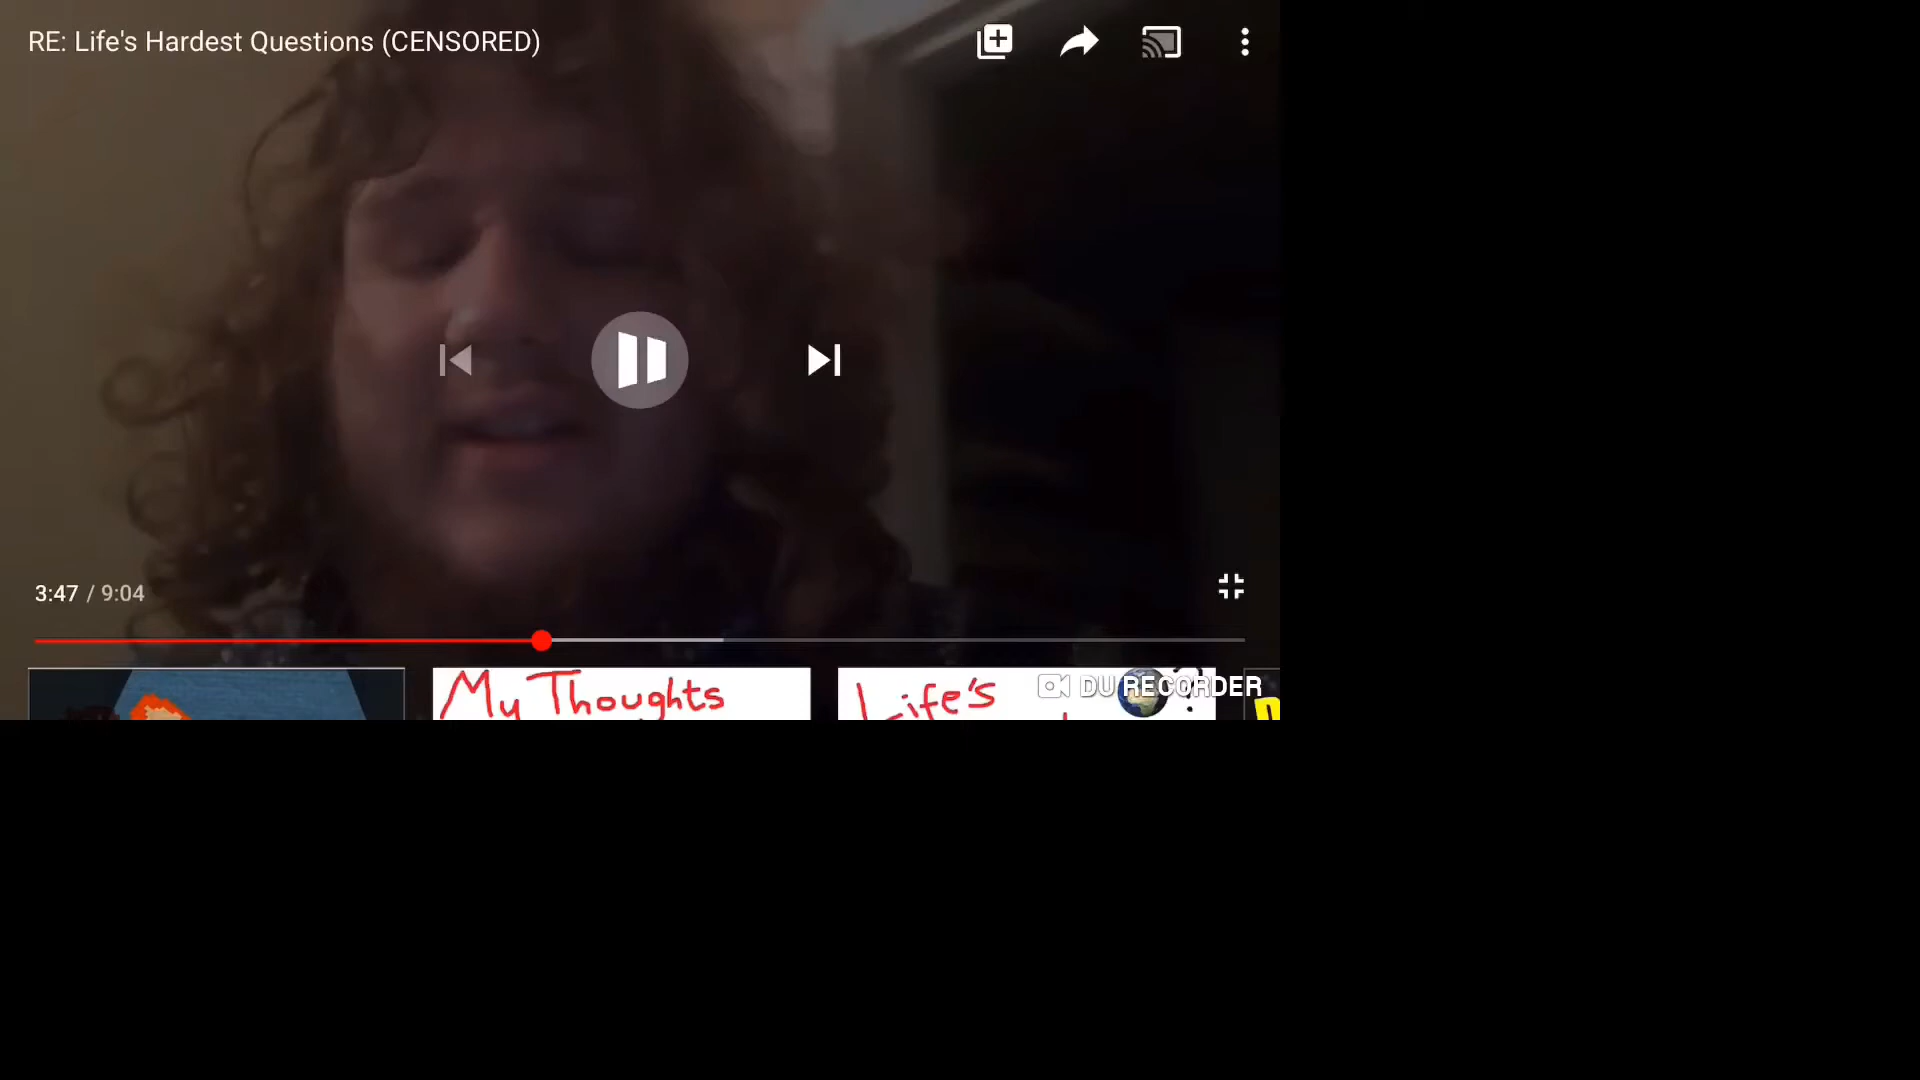 RE: Life's Hardest Questions (CENSORED)
3:47 / 9:04
My Thoughts
Life's
DU RECORDER